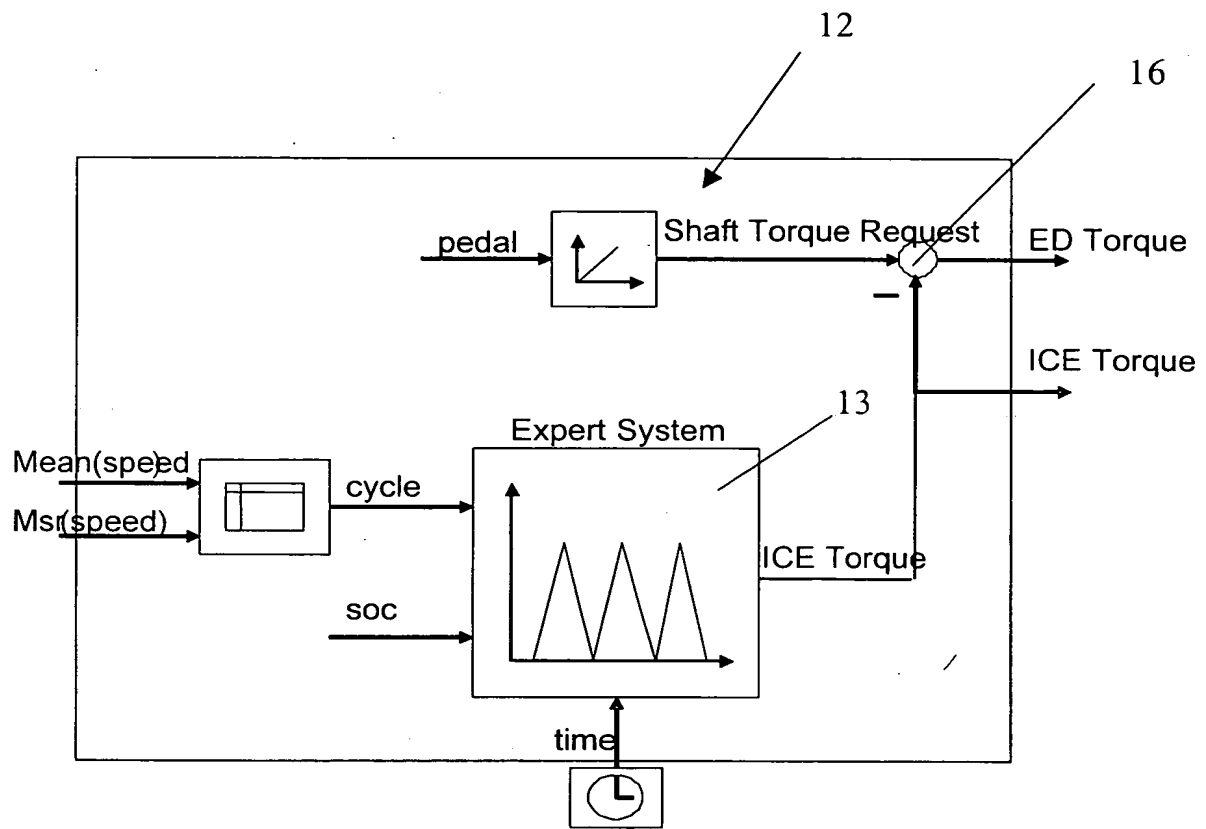 12
16
pedal
Shaft Torque Request
ED Torque
ICE Torque
13
Expert System
Mean(speed)
cycle
Msr(speed)
ICE Torque
soc
time